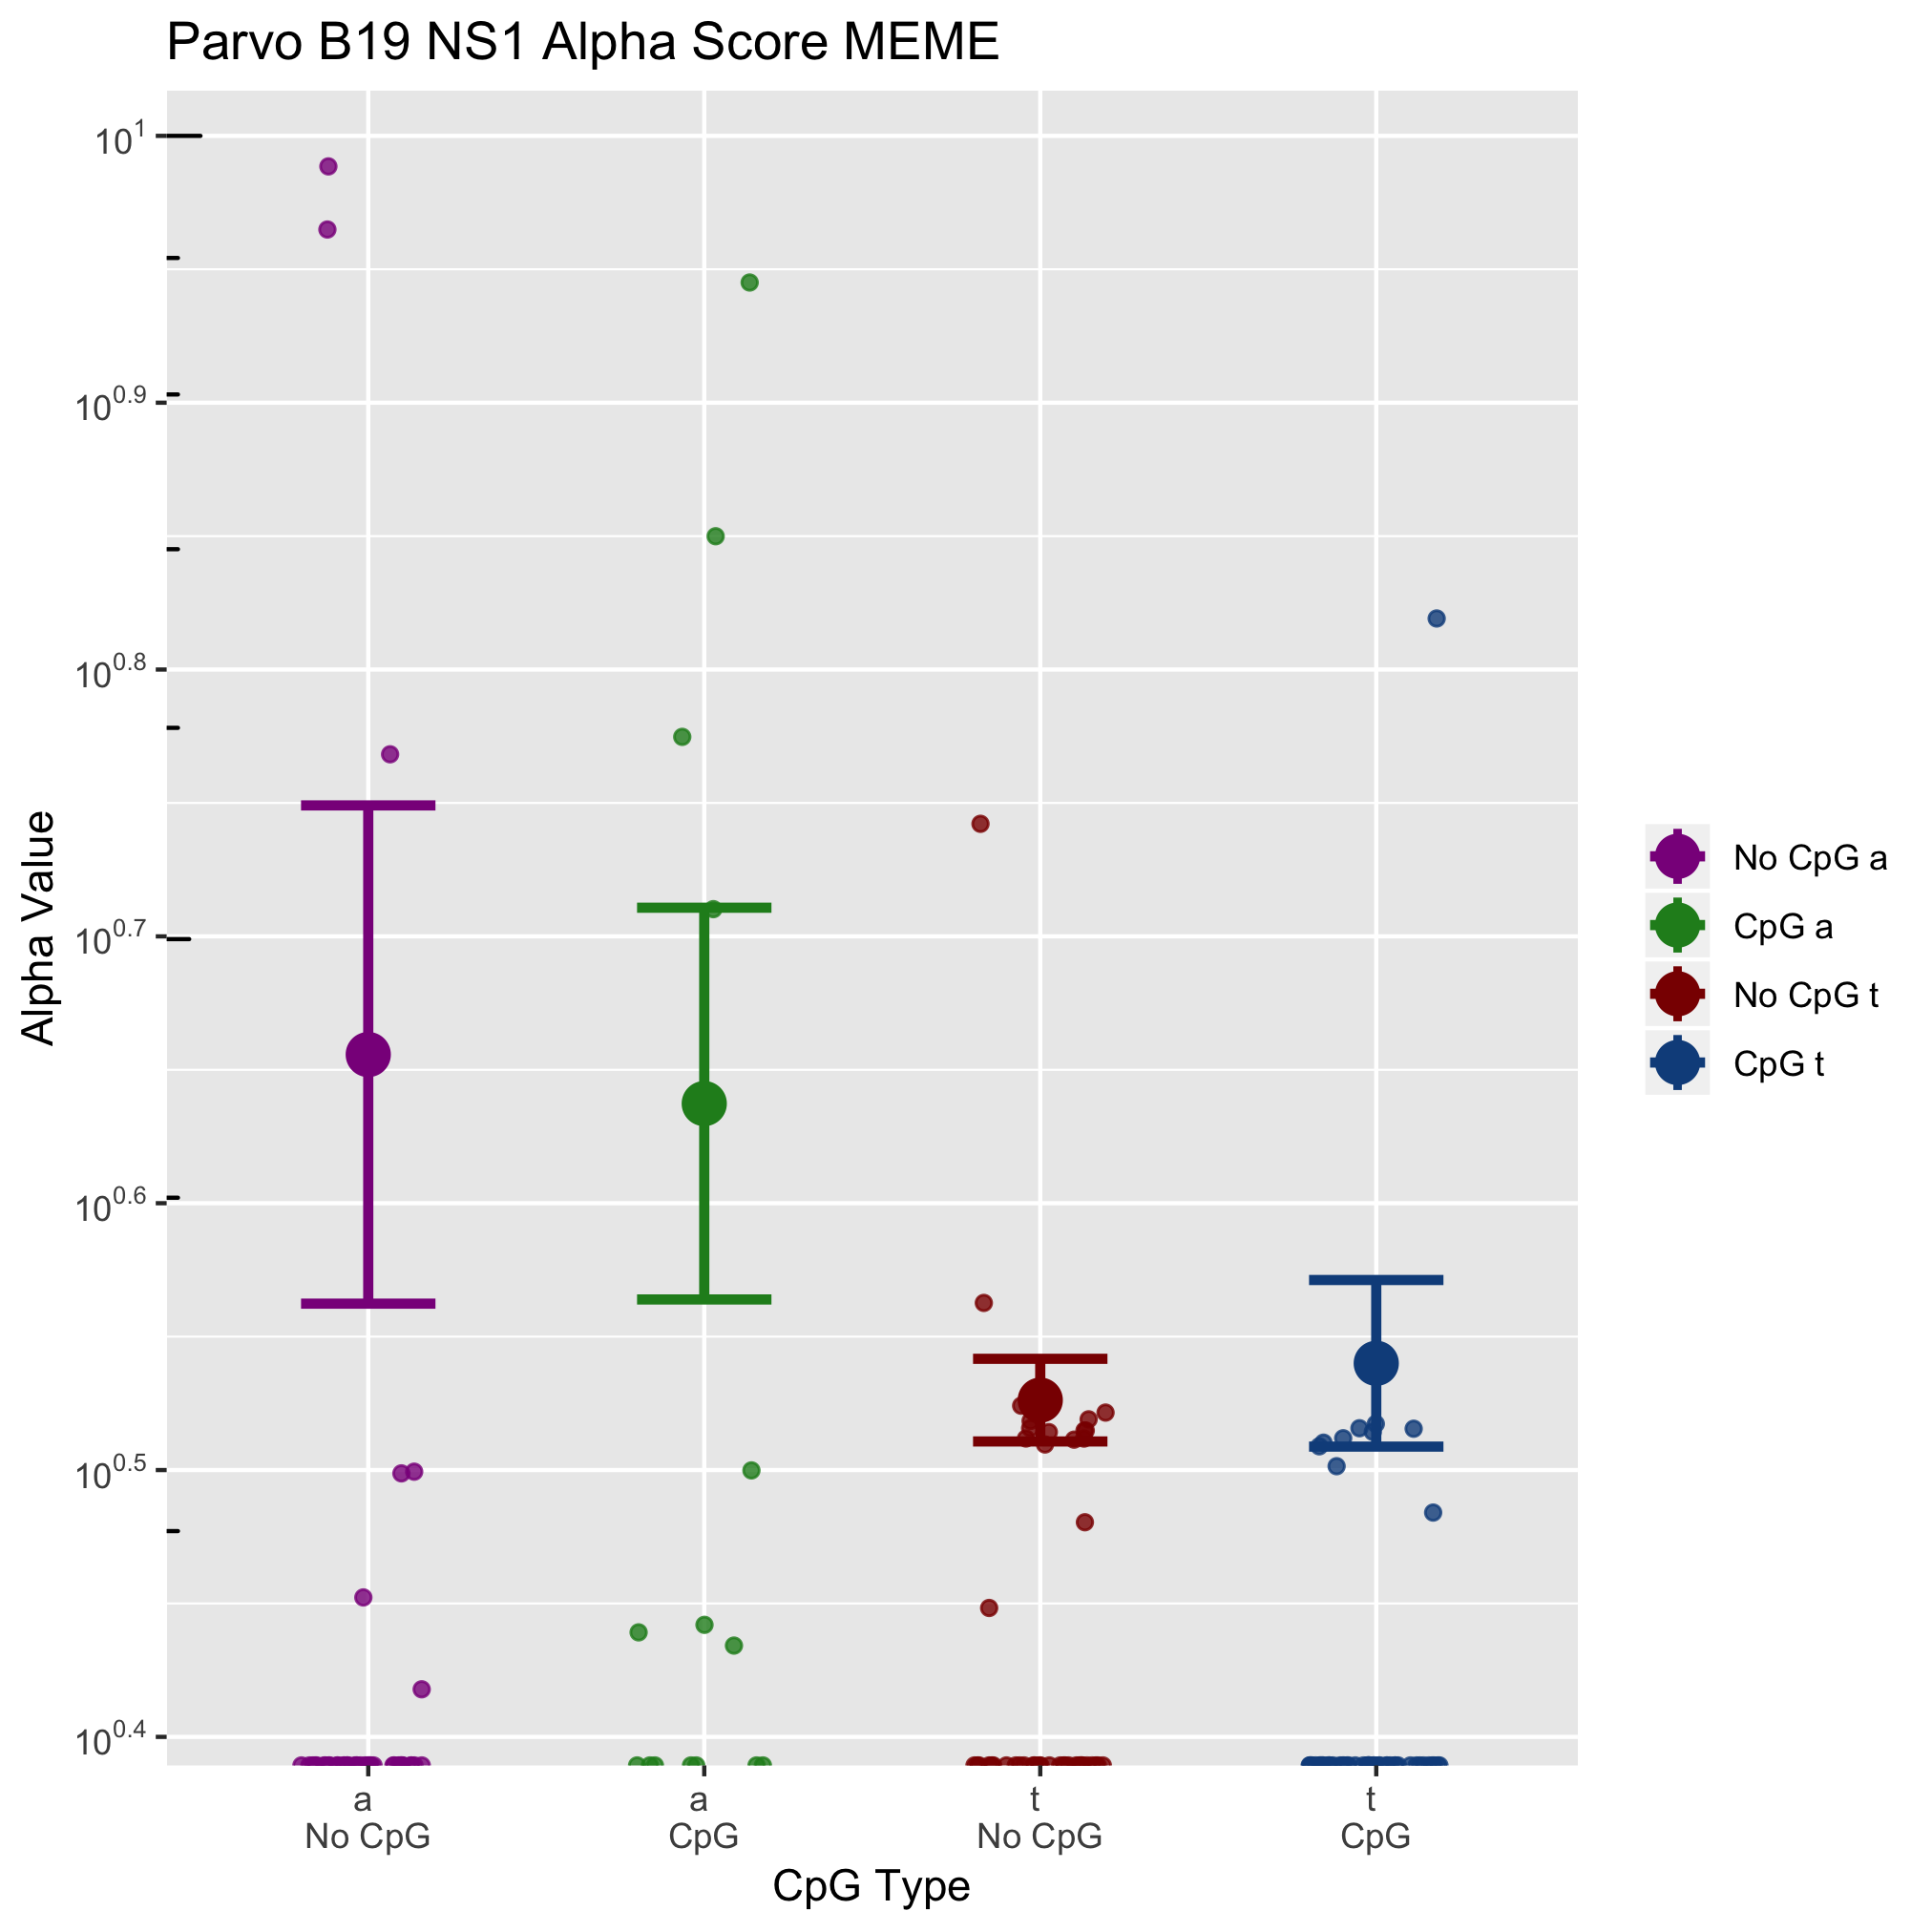 Parvo B19 NS1 Alpha Score MEME
10^1
10^0.9
10^0.8
10^0.7
10^0.6
10^0.5
10^0.4
Alpha Value
a
No CpG
a
CpG
t
No CpG
t
CpG
CpG Type
No CpG a
CpG a
No CpG t
CpG t